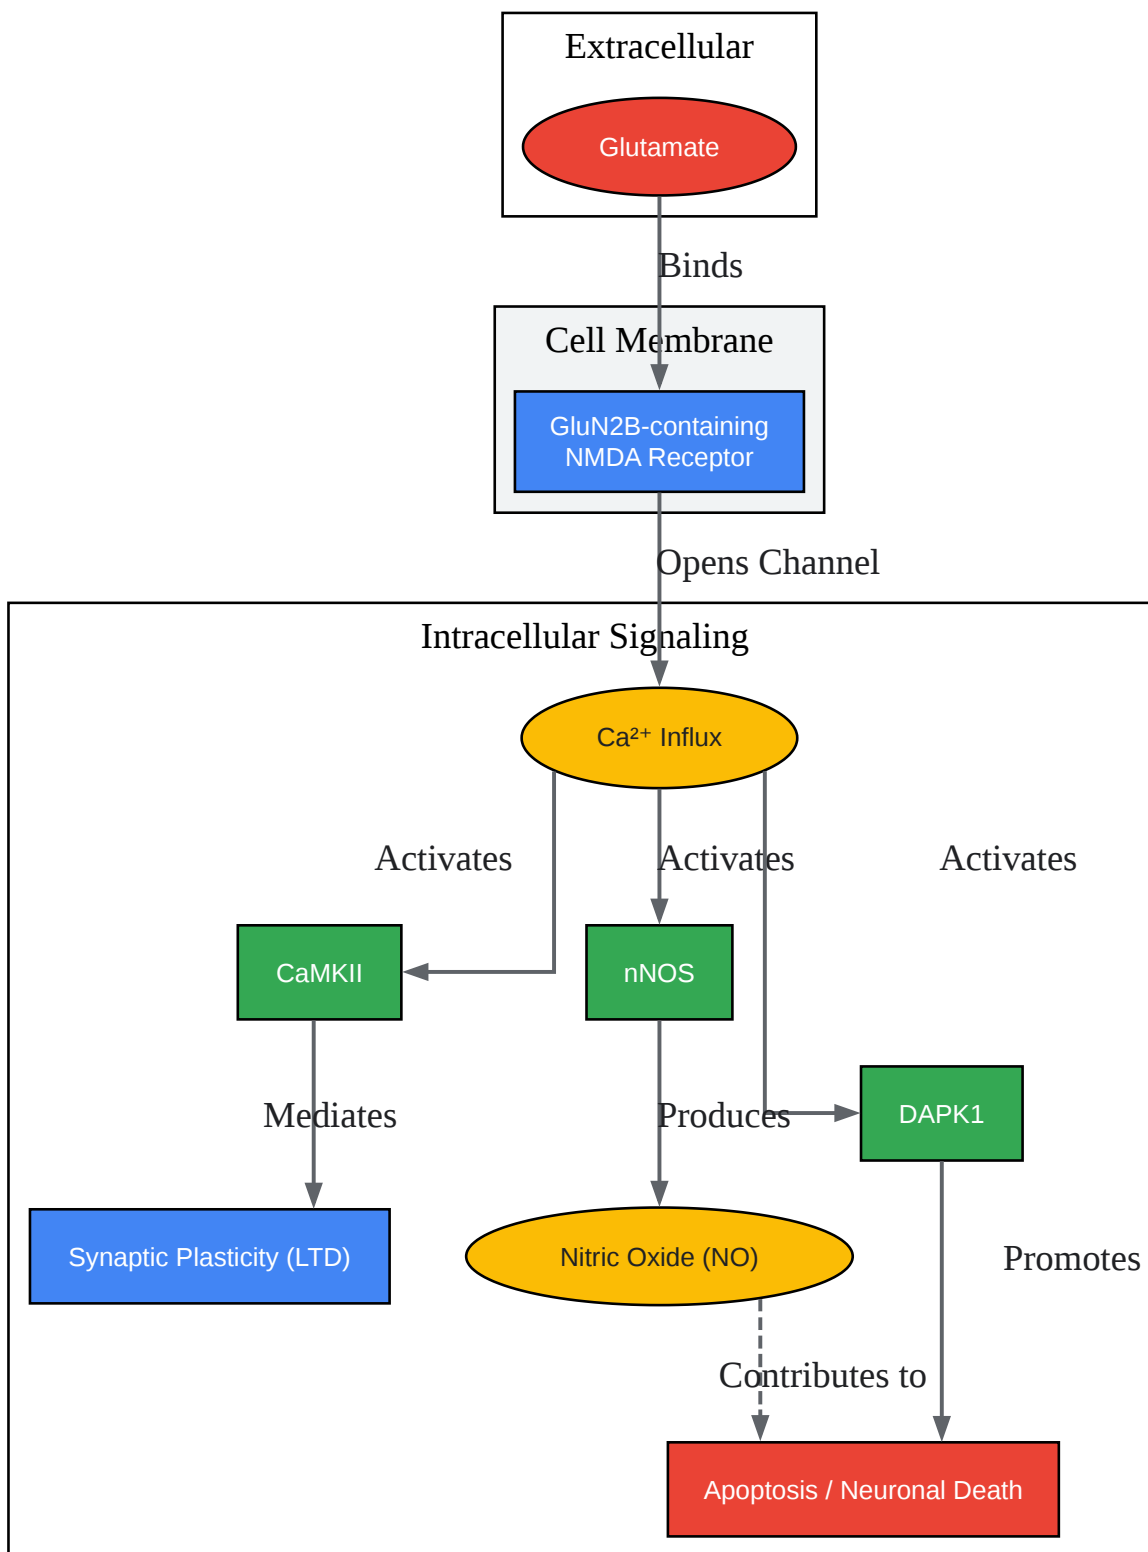 Extracellular
Glutamate
Binds
Cell Membrane
GluN2B-containing
NMDA Receptor
Opens Channel
Intracellular Signaling
Ca²⁺ Influx
Activates
Activates
Activates
CaMKII
nNOS
DAPK1
Mediates
Produces
Synaptic Plasticity (LTD)
Nitric Oxide (NO)
Promotes
Contributes to
Apoptosis / Neuronal Death